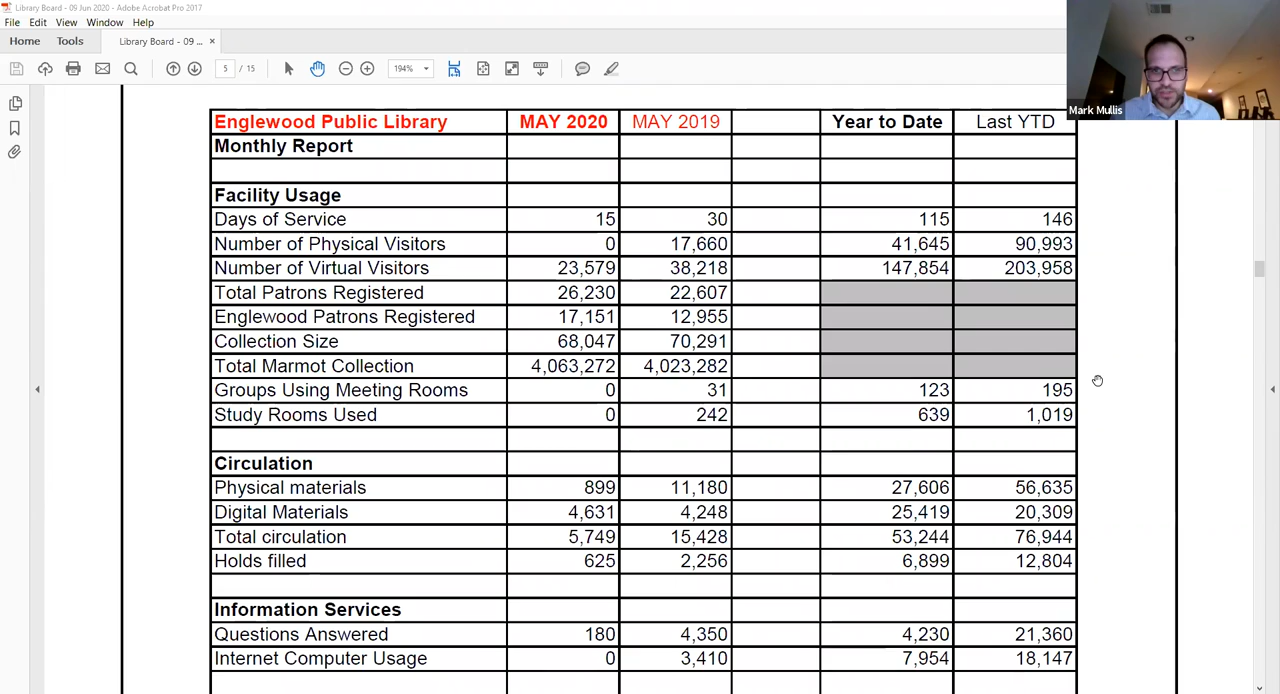 Library Board - 09 Jun 2020 - Adobe Acrobat Pro 2017
File Edit View Window Help
Home Tools Library Board - 09 ... ×
5 / 15 194%
Mark Mullis
Englewood Public Library MAY 2020 MAY 2019 Year to Date Last YTD
Monthly Report
Facility Usage
Days of Service 15 30 115 146
Number of Physical Visitors 0 17,660 41,645 90,993
Number of Virtual Visitors 23,579 38,218 147,854 203,958
Total Patrons Registered 26,230 22,607
Englewood Patrons Registered 17,151 12,955
Collection Size 68,047 70,291
Total Marmot Collection 4,063,272 4,023,282
Groups Using Meeting Rooms 0 31 123 195
Study Rooms Used 0 242 639 1,019
Circulation
Physical materials 899 11,180 27,606 56,635
Digital Materials 4,631 4,248 25,419 20,309
Total circulation 5,749 15,428 53,244 76,944
Holds filled 625 2,256 6,899 12,804
Information Services
Questions Answered 180 4,350 4,230 21,360
Internet Computer Usage 0 3,410 7,954 18,147